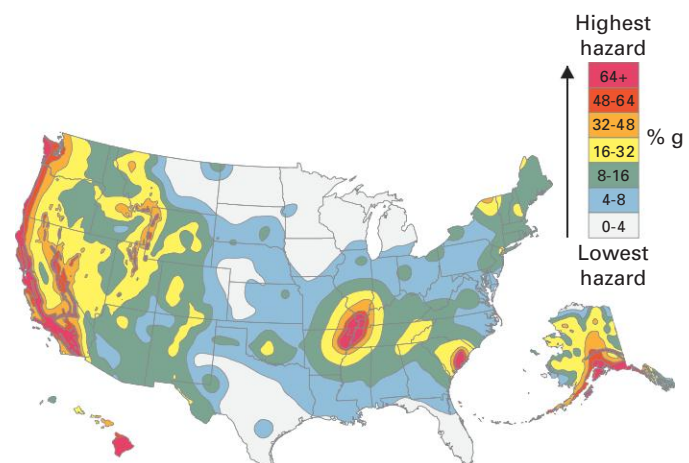 Highest
hazard
64+
48-64
32-48
16-32
8-16
4-8
0-4
% g
Lowest
hazard